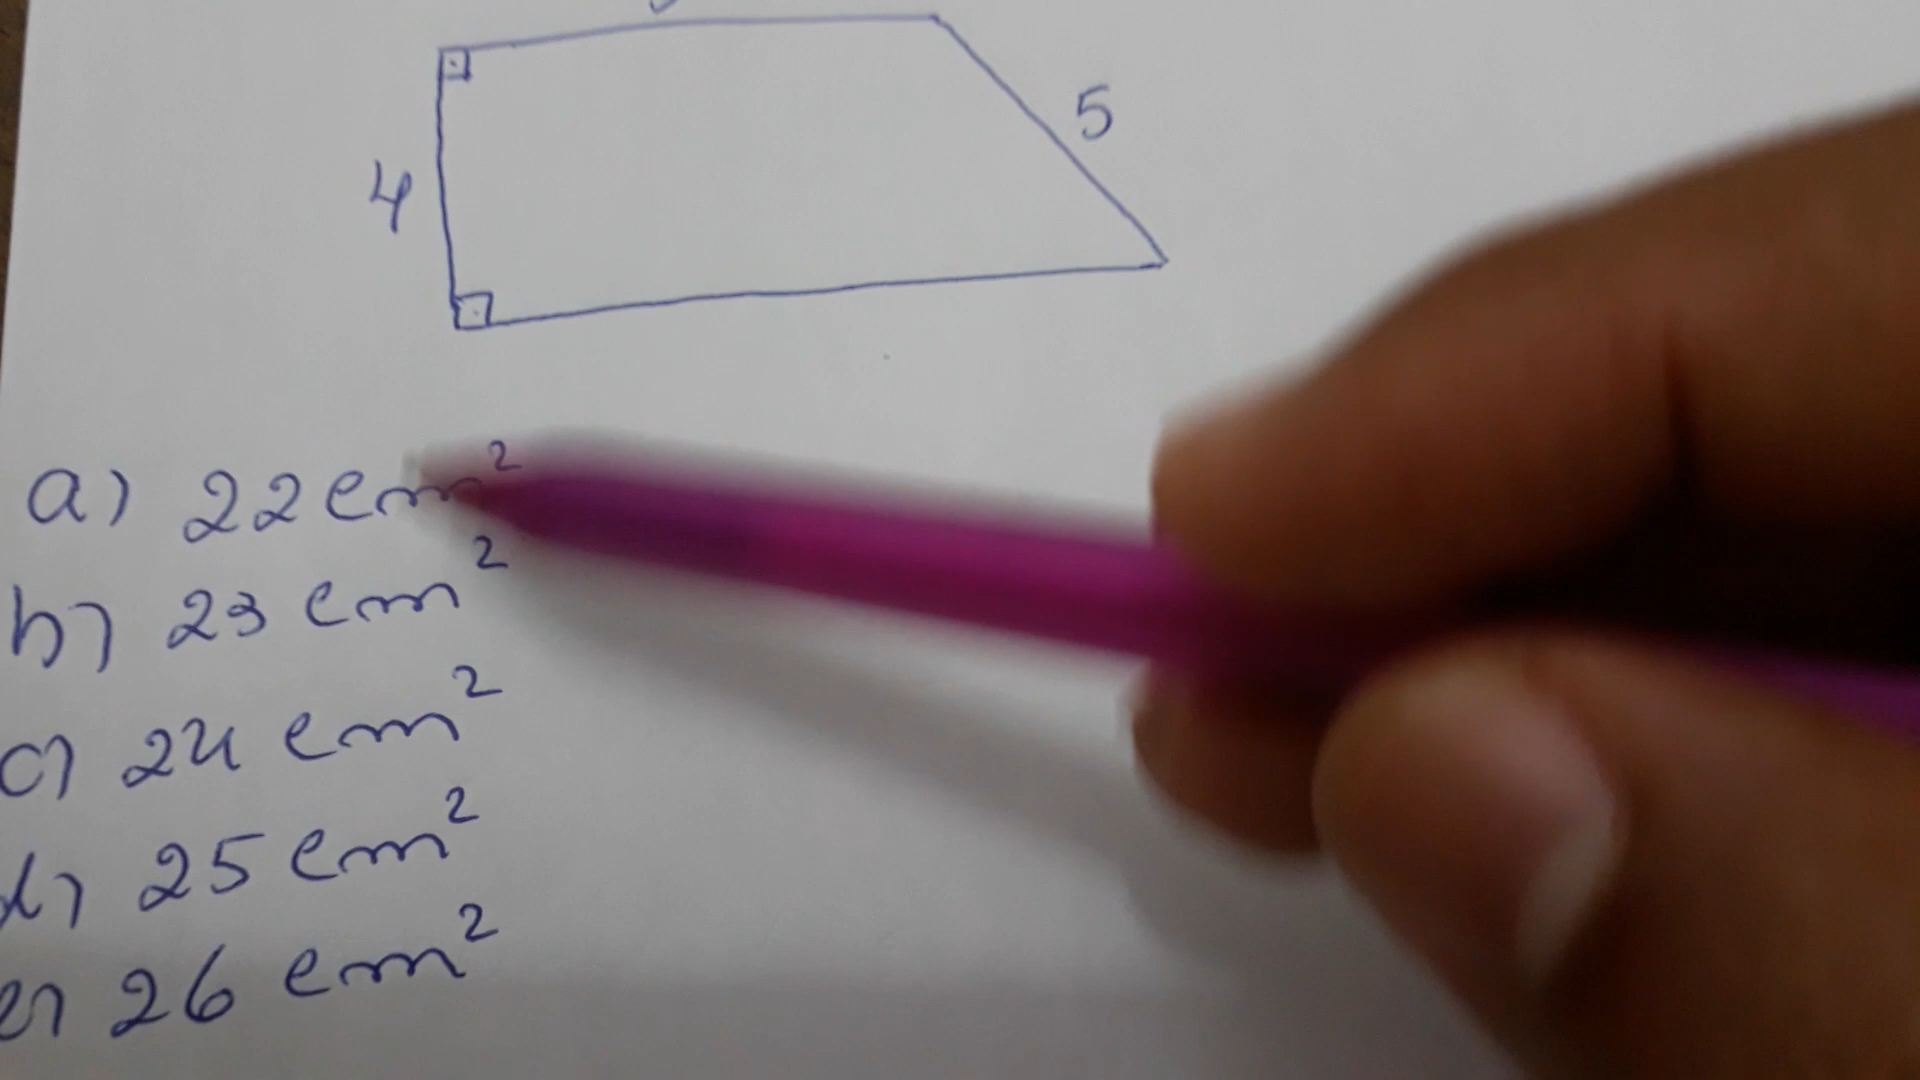 5
4
a) 22 cm²
b) 23 cm²
c) 24 cm²
d) 25 cm²
e) 26 cm²